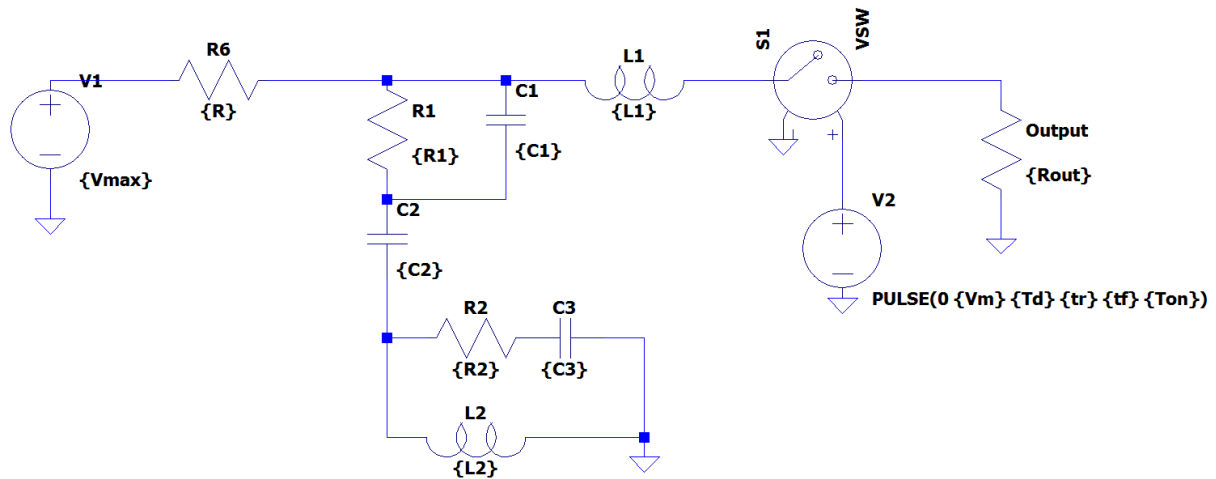 V1
{Vmax}
R6
{R}
R1
{R1}
C1
{C1}
L1
{L1}
S1
VSW
Output
{Rout}
V2
PULSE(0 {Vm} {Td} {tr} {tf} {Ton})
C2
{C2}
R2
{R2}
C3
{C3}
L2
{L2}